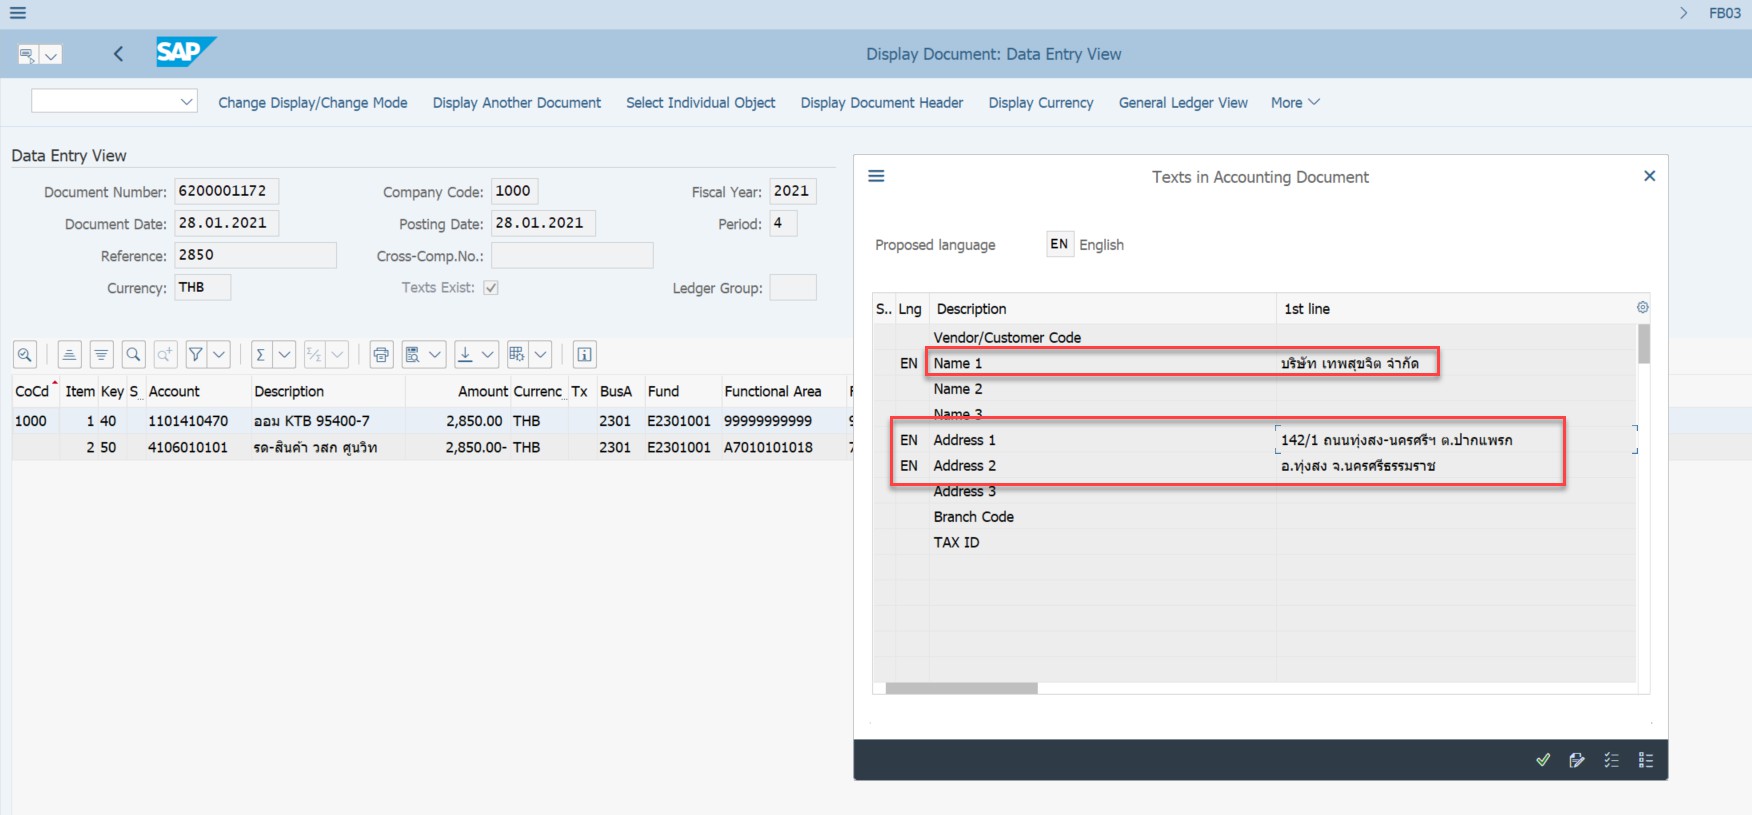 FB03
SAP
Display Document: Data Entry View
Change Display/Change Mode Display Another Document Select Individual Object Display Document Header Display Currency General Ledger View More
Data Entry View
Document Number: 6200001172 Company Code: 1000 Fiscal Year: 2021
Document Date: 28.01.2021 Posting Date: 28.01.2021 Period: 4
Reference: 2850 Cross-Comp.No.:
Currency: THB Texts Exist: Ledger Group:
CoCd Item Key S.. Account Description Amount Currenc.. Tx BusA Fund Functional Area F
1000 1 40 1101410470 ออม KTB 95400-7 2,850.00 THB 2301 E2301001 99999999999 9
2 50 4106010101 รด-สินค้า วสก ศูนวิท 2,850.00- THB 2301 E2301001 A7010101018 7
Texts in Accounting Document
Proposed language EN English
S.. Lng Description 1st line
Vendor/Customer Code
EN Name 1 บริษัท เทพสุขจิต จำกัด
Name 2
Name 3
EN Address 1 142/1 ถนนทุ่งสง-นครศรีฯ ต.ปากแพรก
EN Address 2 อ.ทุ่งสง จ.นครศรีธรรมราช
Address 3
Branch Code
TAX ID